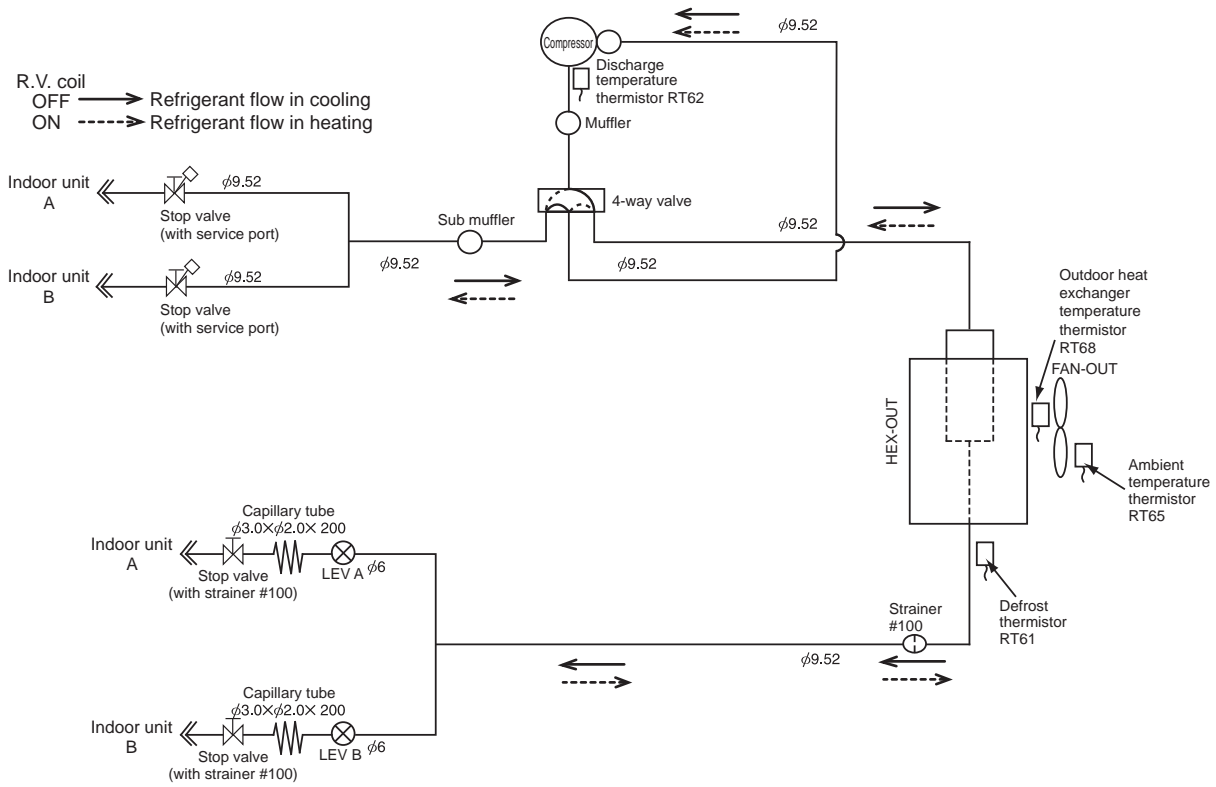 Compressor
ϕ9.52
Discharge
temperature
thermistor RT62
R.V. coil
OFF Refrigerant flow in cooling
ON Refrigerant flow in heating
Muffler
Indoor unit
A
ϕ9.52
Stop valve
(with service port)
4-way valve
Sub muffler
ϕ9.52
ϕ9.52
ϕ9.52
Indoor unit
B
ϕ9.52
Stop valve
(with service port)
Outdoor heat
exchanger
temperature
thermistor
RT68
FAN-OUT
HEX-OUT
Ambient
temperature
thermistor
RT65
Capillary tube
ϕ3.0×ϕ2.0× 200
Indoor unit
A
LEV A
ϕ6
Stop valve
(with strainer #100)
Defrost
thermistor
RT61
Strainer
#100
ϕ9.52
Capillary tube
ϕ3.0×ϕ2.0× 200
Indoor unit
B
LEV B
ϕ6
Stop valve
(with strainer #100)